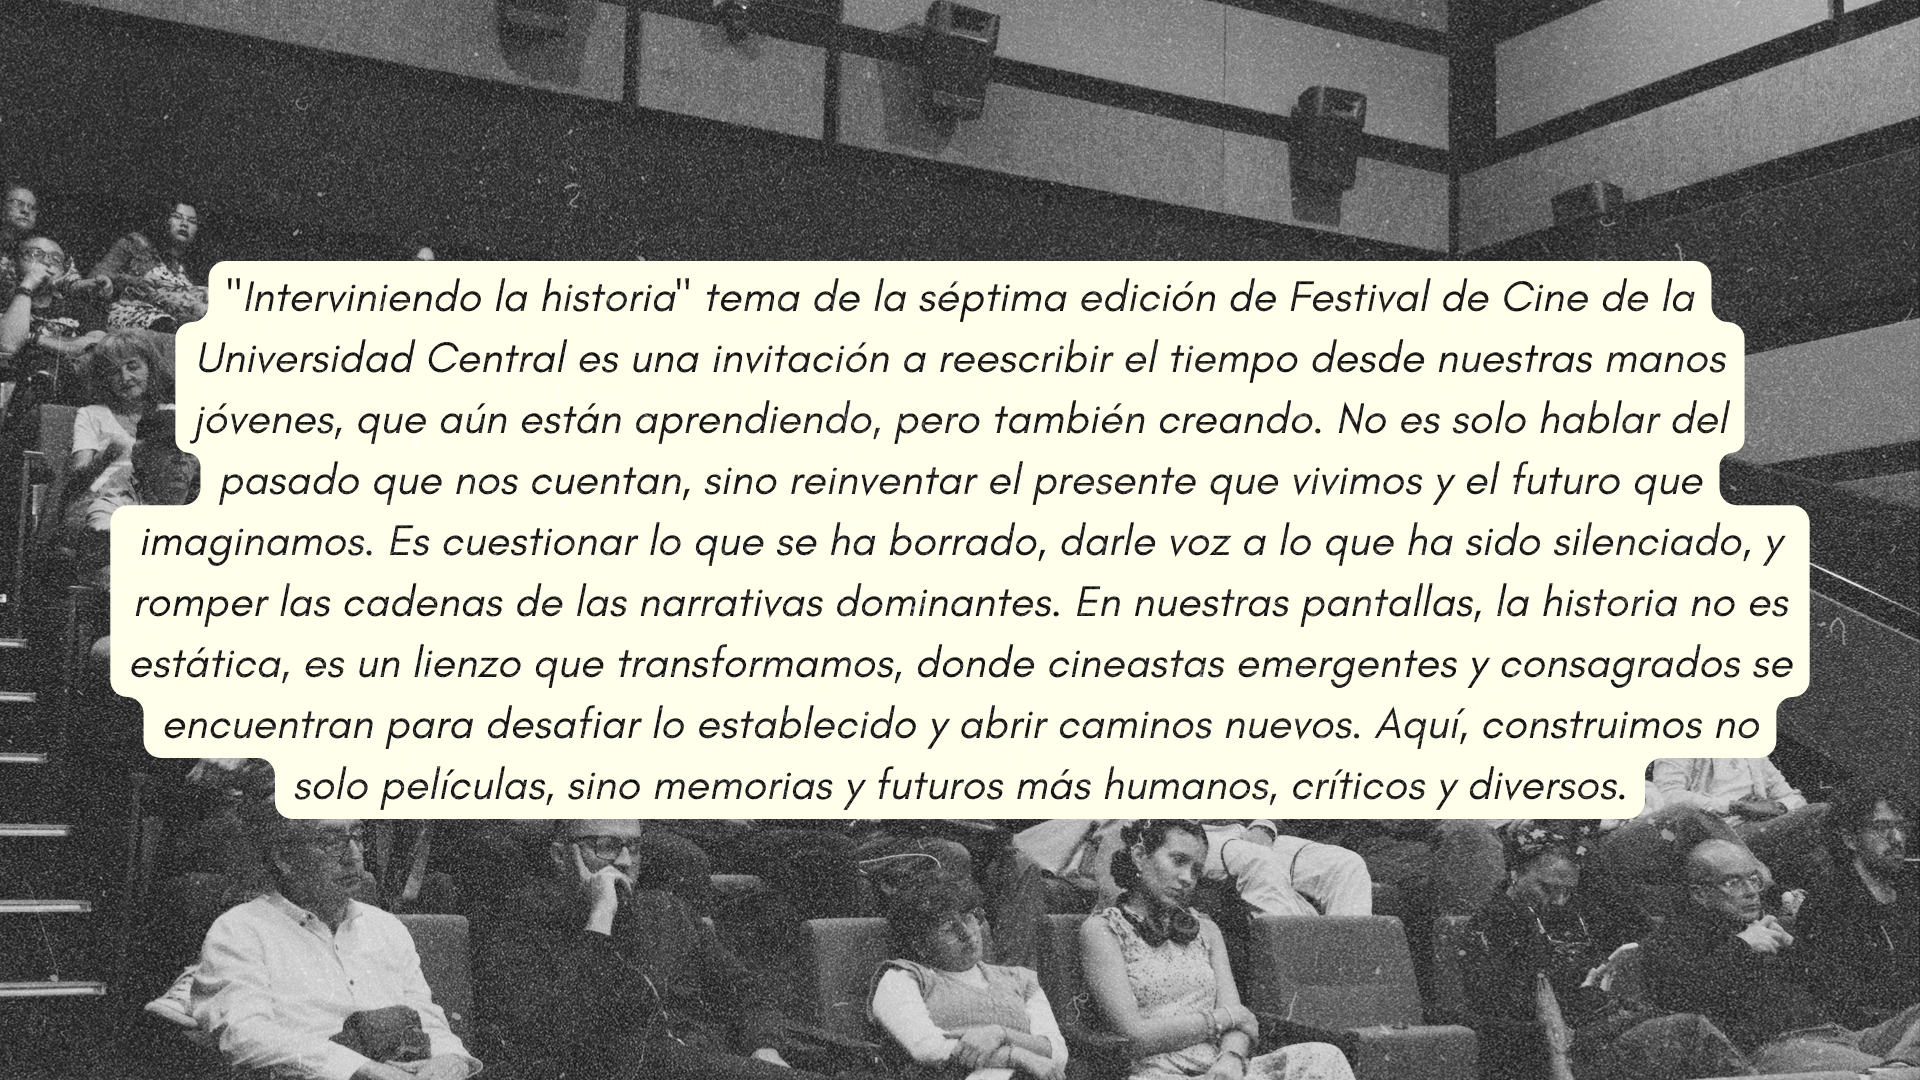 "Interviniendo la historia" tema de la séptima edición de Festival de Cine de la
Universidad Central es una invitación a reescribir el tiempo desde nuestras manos
jóvenes, que aún están aprendiendo, pero también creando. No es solo hablar del
pasado que nos cuentan, sino reinventar el presente que vivimos y el futuro que
imaginamos. Es cuestionar lo que se ha borrado, darle voz a lo que ha sido silenciado, y
romper las cadenas de las narrativas dominantes. En nuestras pantallas, la historia no es
estática, es un lienzo que transformamos, donde cineastas emergentes y consagrados se
encuentran para desafiar lo establecido y abrir caminos nuevos. Aquí, construimos no
solo películas, sino memorias y futuros más humanos, críticos y diversos.